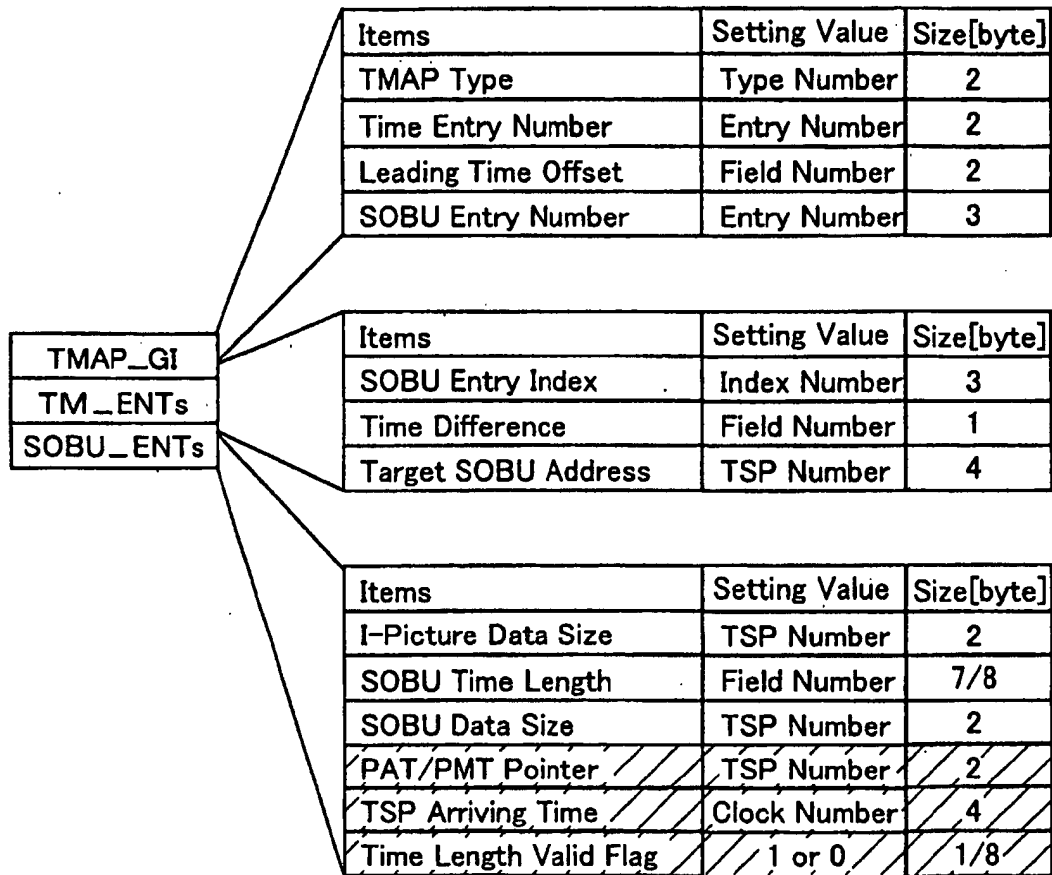 Items Setting Value Size[byte]
TMAP Type Type Number 2
Time Entry Number Entry Number 2
Leading Time Offset Field Number 2
SOBU Entry Number Entry Number 3
TMAP_GI
TM_ENTs
SOBU_ENTs
Items Setting Value Size[byte]
SOBU Entry Index Index Number 3
Time Difference Field Number 1
Target SOBU Address TSP Number 4
Items Setting Value Size[byte]
I-Picture Data Size TSP Number 2
SOBU Time Length Field Number 7/8
SOBU Data Size TSP Number 2
PAT/PMT Pointer TSP Number 2
TSP Arriving Time Clock Number 4
Time Length Valid Flag 1 or 0 1/8